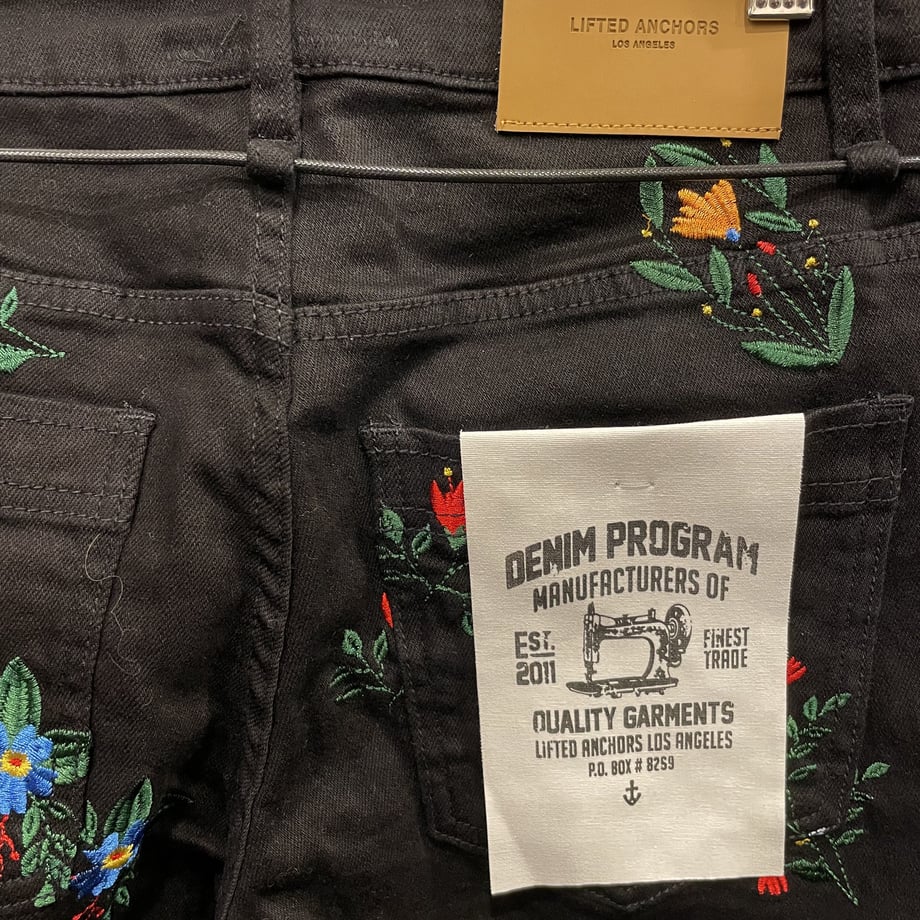 LIFTED ANCHORS
LOS ANGELES
DENIM PROGRAM
MANUFACTURERS OF
EST. 2011
FINEST TRADE
QUALITY GARMENTS
LIFTED ANCHORS LOS ANGELES
P.O. BOX # 8259